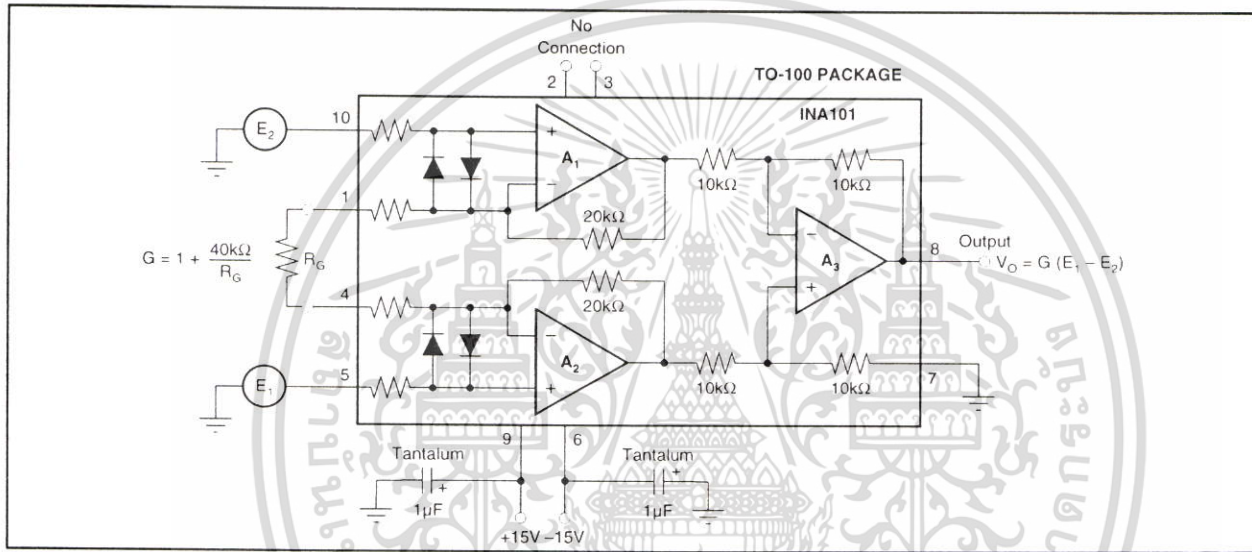 No
Connection
2 3
TO-100 PACKAGE
INA101
E2
10
+
A1
−
10kΩ
10kΩ
1
20kΩ
G = 1 + 40kΩ / RG
RG
−
A3
+
8
Output
VO = G (E1 – E2)
4
20kΩ
−
A2
+
10kΩ
10kΩ
7
E1
5
9
6
Tantalum
+
1µF
Tantalum
+
1µF
+15V –15V